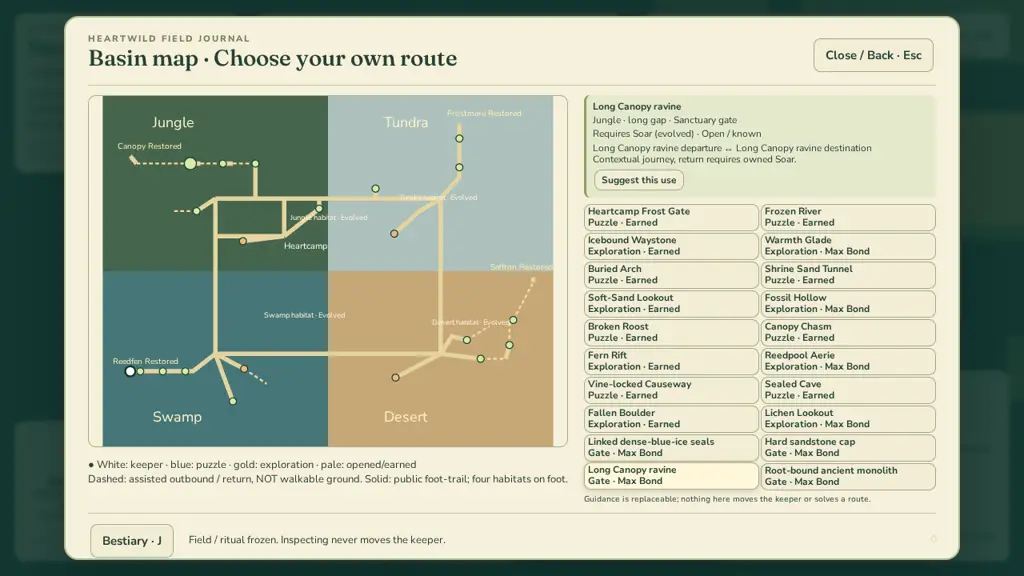 HEARTWILD FIELD JOURNAL
Basin map · Choose your own route
Close / Back · Esc
Jungle
Tundra
Frostmaru Restored
Canopy Restored
Tundra habitat · Evolved
Jungle habitat · Evolved
Heartcamp
Saffron Restored
Swamp habitat · Evolved
Desert habitat · Evolved
Reedfen Restored
Swamp
Desert
● White: keeper · blue: puzzle · gold: exploration · pale: opened/earned
Dashed: assisted outbound / return, NOT walkable ground. Solid: public foot-trail; four habitats on foot.
Long Canopy ravine
Jungle · long gap · Sanctuary gate
Requires Soar (evolved) · Open / known
Long Canopy ravine departure ↔ Long Canopy ravine destination
Contextual journey, return requires owned Soar.
Suggest this use
Heartcamp Frost Gate
Puzzle · Earned
Frozen River
Puzzle · Earned
Icebound Waystone
Exploration · Earned
Warmth Glade
Exploration · Max Bond
Buried Arch
Puzzle · Earned
Shrine Sand Tunnel
Puzzle · Earned
Soft-Sand Lookout
Exploration · Earned
Fossil Hollow
Exploration · Max Bond
Broken Roost
Puzzle · Earned
Canopy Chasm
Puzzle · Earned
Fern Rift
Exploration · Earned
Reedpool Aerie
Exploration · Max Bond
Vine-locked Causeway
Puzzle · Earned
Sealed Cave
Puzzle · Earned
Fallen Boulder
Exploration · Earned
Lichen Lookout
Exploration · Max Bond
Linked dense-blue-ice seals
Gate · Max Bond
Hard sandstone cap
Gate · Max Bond
Long Canopy ravine
Gate · Max Bond
Root-bound ancient monolith
Gate · Max Bond
Guidance is replaceable; nothing here moves the keeper or solves a route.
Bestiary · J
Field / ritual frozen. Inspecting never moves the keeper.